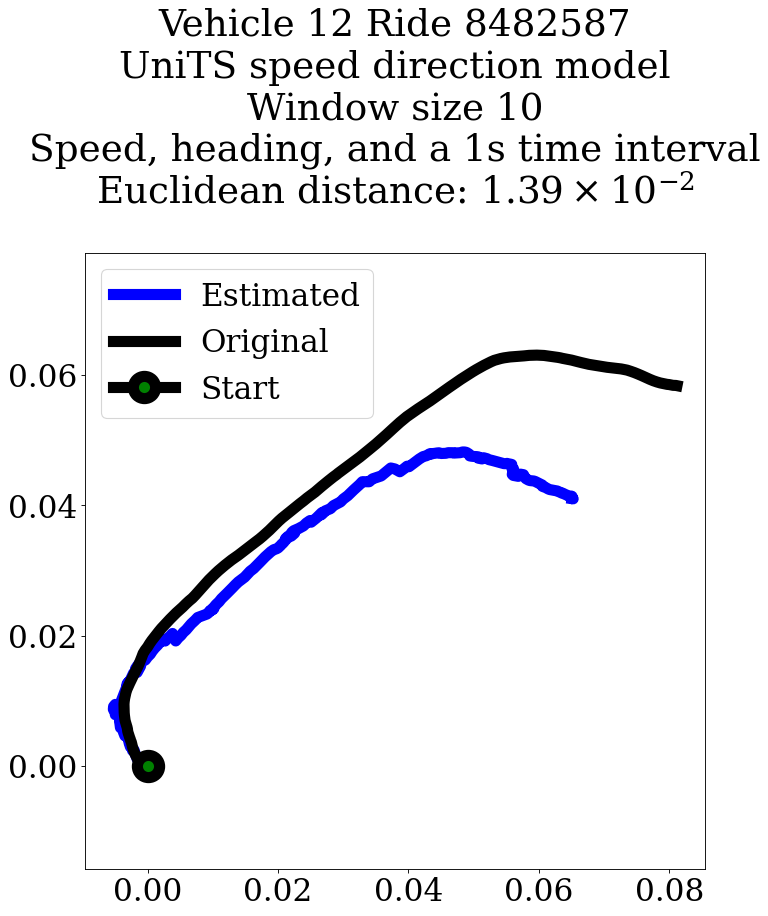 Vehicle 12 Ride 8482587
UniTS speed direction model
Window size 10
Speed, heading, and a 1s time interval
Euclidean distance: 1.39 × 10⁻²
Estimated
Original
Start
0.06
0.04
0.02
0.00
0.00 0.02 0.04 0.06 0.08